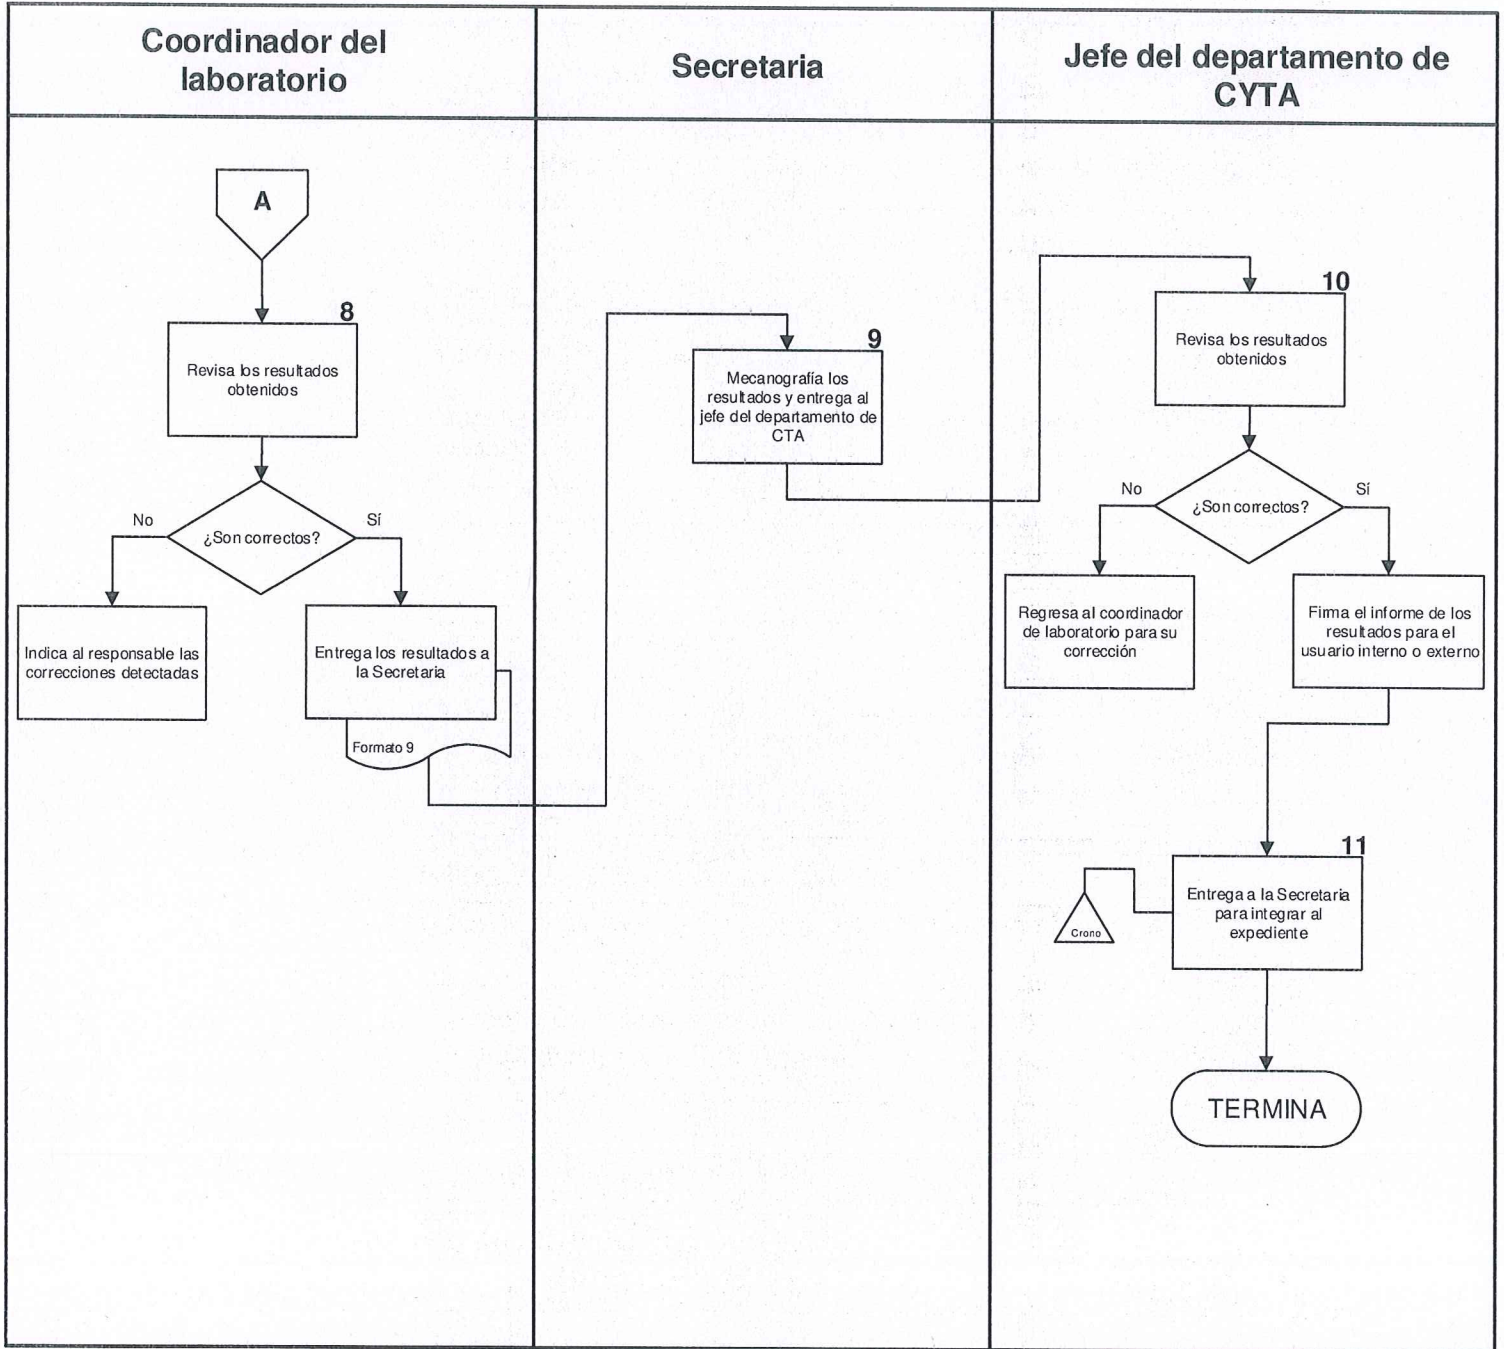 Coordinador del
laboratorio
Secretaria
Jefe del departamento de
CYTA
A
8
Revisa los resultados
obtenidos
¿Son correctos?
No
Sí
Indica al responsable las
correcciones detectadas
Entrega los resultados a
la Secretaria
Formato 9
9
Mecanografía los
resultados y entrega al
jefe del departamento de
CTA
10
Revisa los resultados
obtenidos
¿Son correctos?
No
Sí
Regresa al coordinador
de laboratorio para su
corrección
Firma el informe de los
resultados para el
usuario interno o externo
11
Entrega a la Secretaria
para integrar al
expediente
Crono
TERMINA